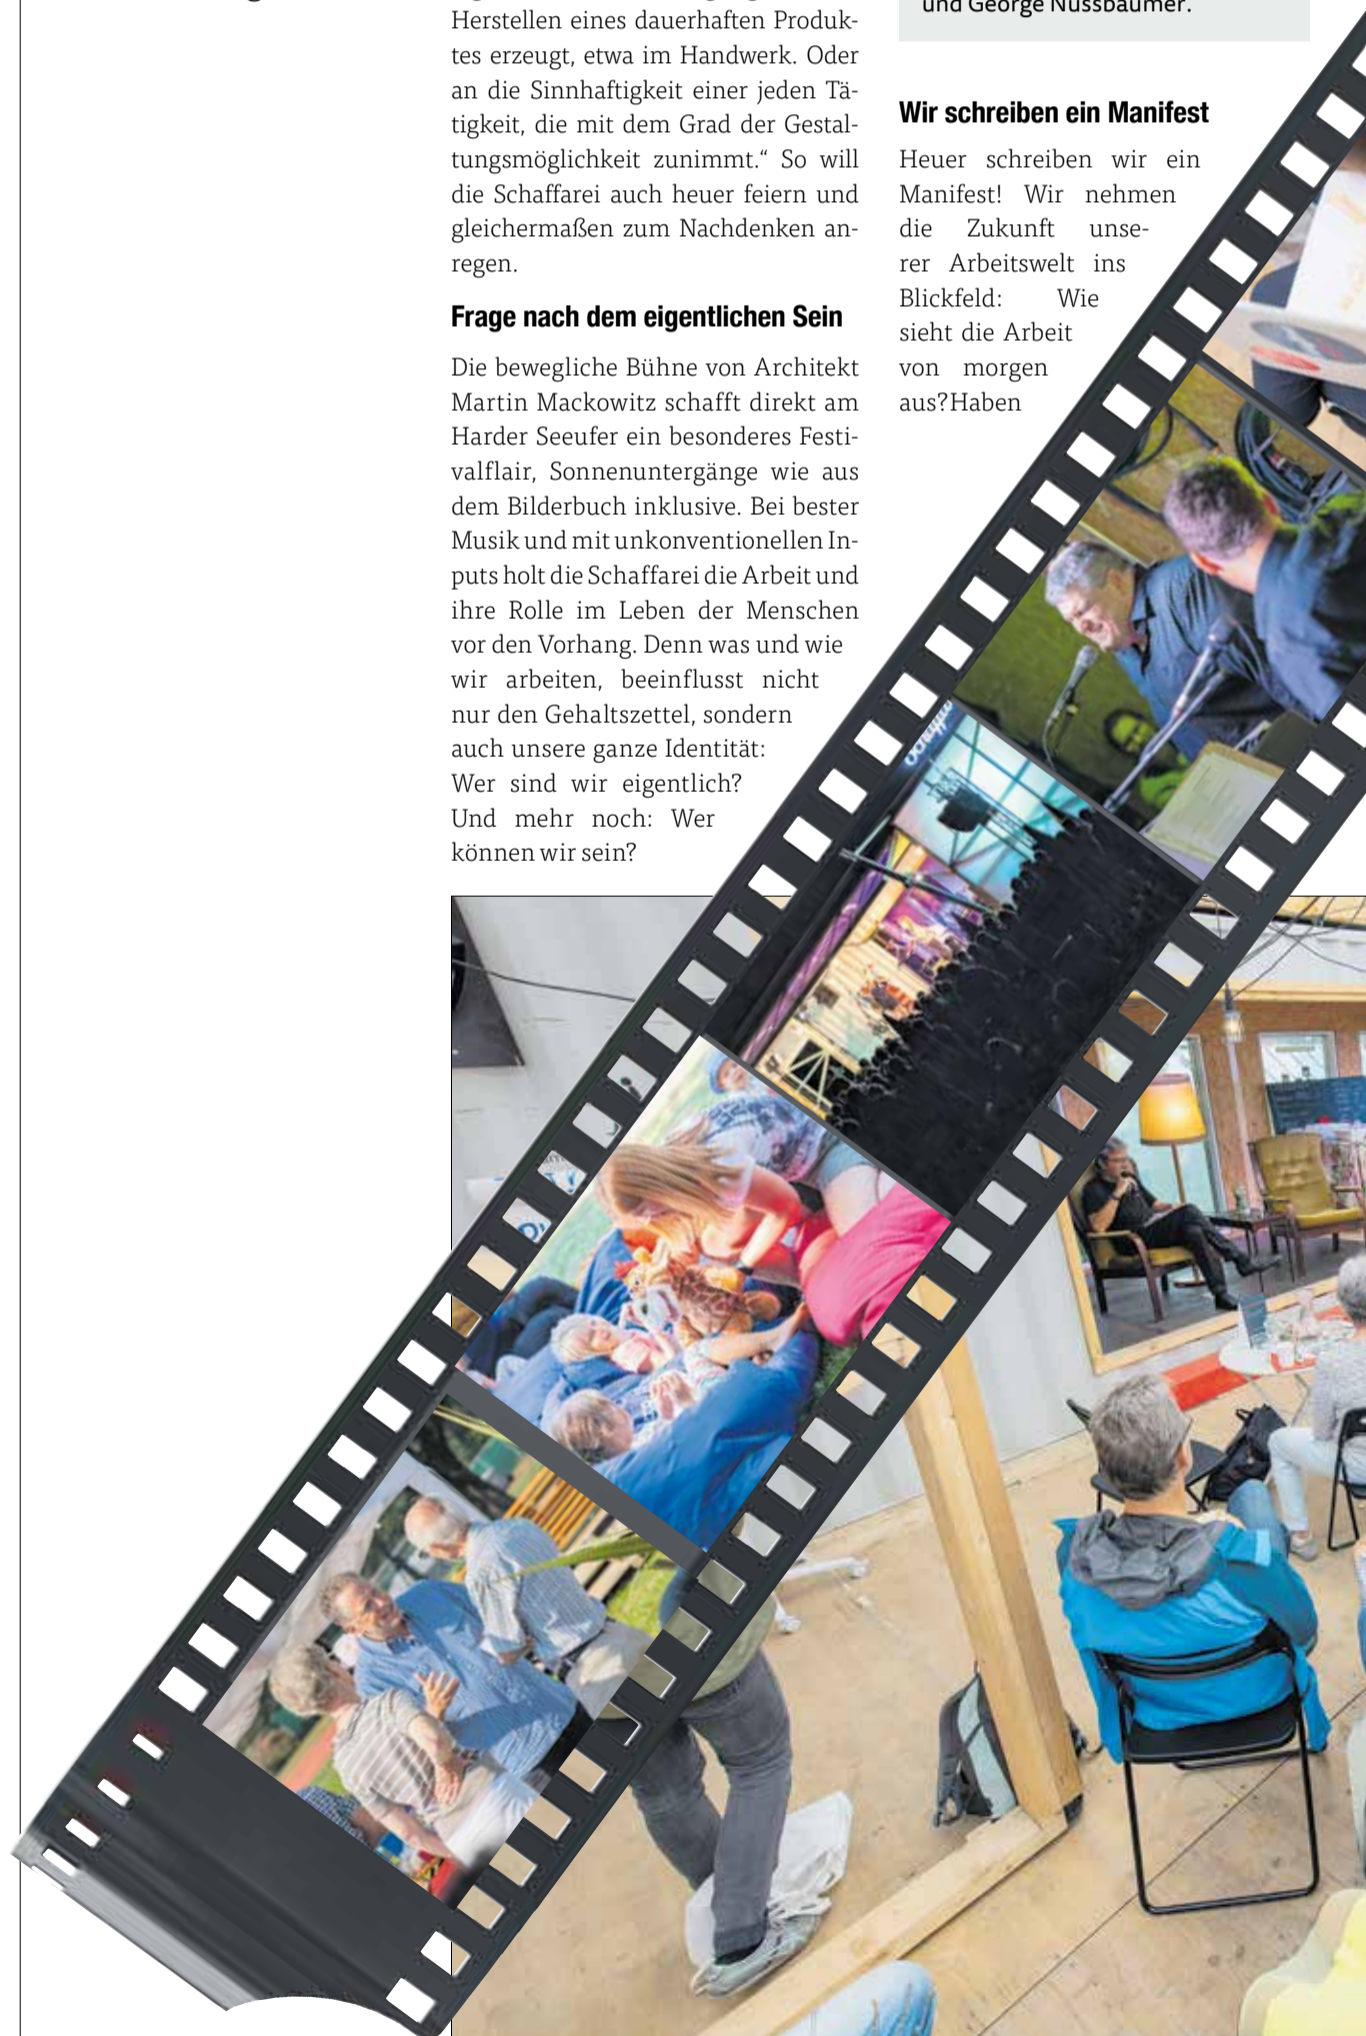 Herstellen eines dauerhaften Produk-
tes erzeugt, etwa im Handwerk. Oder
an die Sinnhaftigkeit einer jeden Tä-
tigkeit, die mit dem Grad der Gestal-
tungsmöglichkeit zunimmt.“ So will
die Schaffarei auch heuer feiern und
gleichermaßen zum Nachdenken an-
regen.
Frage nach dem eigentlichen Sein
Die bewegliche Bühne von Architekt
Martin Mackowitz schafft direkt am
Harder Seeufer ein besonderes Festi-
valflair, Sonnenuntergänge wie aus
dem Bilderbuch inklusive. Bei bester
Musik und mit unkonventionellen In-
puts holt die Schaffarei die Arbeit und
ihre Rolle im Leben der Menschen
vor den Vorhang. Denn was und wie
wir arbeiten, beeinflusst nicht
nur den Gehaltszettel, sondern
auch unsere ganze Identität:
Wer sind wir eigentlich?
Und mehr noch: Wer
können wir sein?
und George Nussbaumer.
Wir schreiben ein Manifest
Heuer schreiben wir ein
Manifest! Wir nehmen
die Zukunft unse-
rer Arbeitswelt ins
Blickfeld: Wie
sieht die Arbeit
von morgen
aus?Haben